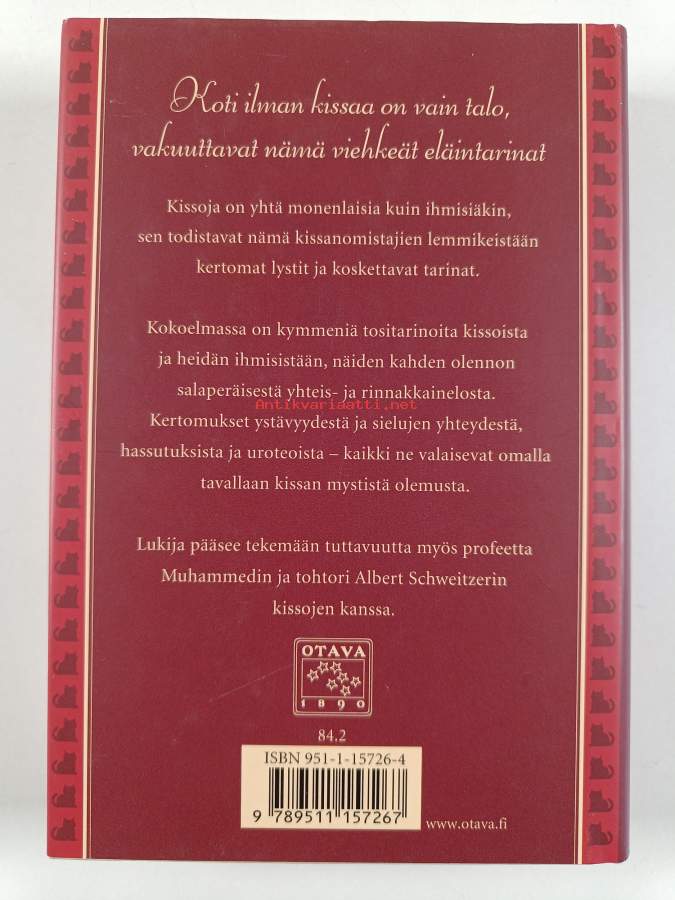 Koti ilman kissaa on vain talo,
vakuuttavat nämä viehkeät eläintarinat
Kissoja on yhtä monenlaisia kuin ihmisiäkin,
sen todistavat nämä kissanomistajien lemmikeistään
kertomat lystit ja koskettavat tarinat.
Kokoelmassa on kymmeniä tositarinoita kissoista
ja heidän ihmisistään, näiden kahden olennon
salaperäisestä yhteis- ja rinnakkainelosta.
Antikvariaatti.net
Kertomukset ystävyydestä ja sielujen yhteydestä,
hassutuksista ja uroteoista – kaikki ne valaisevat omalla
tavallaan kissan mystistä olemusta.
Lukija pääsee tekemään tuttavuutta myös profeetta
Muhammedin ja tohtori Albert Schweitzerin
kissojen kanssa.
OTAVA
1890
84.2
ISBN 951-1-15726-4
9 789511 157267
www.otava.fi